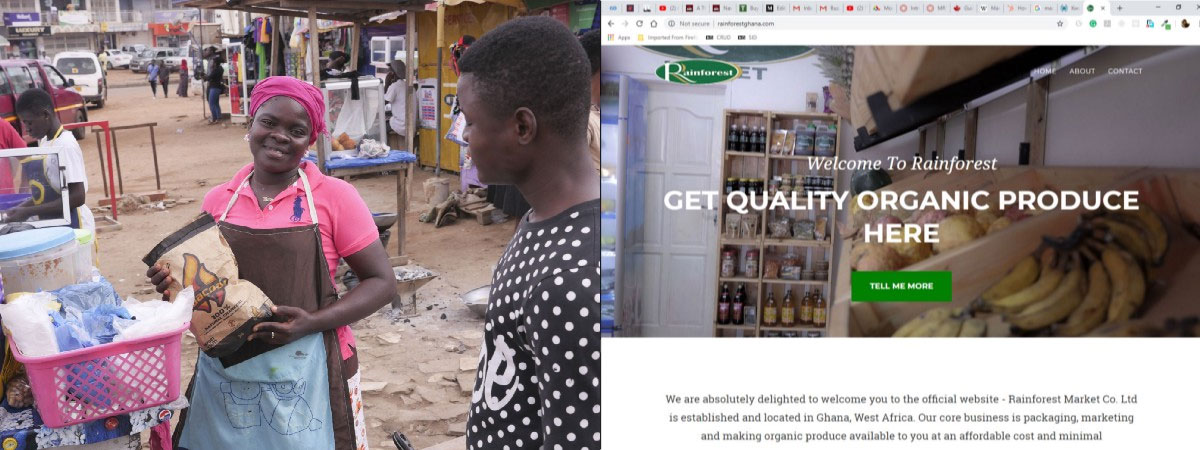 100%
Not secure
rainforestghana.com
Apps
Imported From Firef
CRUD
SEI
Rainforest
HOME ABOUT CONTACT
Welcome To Rainforest
GET QUALITY ORGANIC PRODUCE
HERE
TELL ME MORE
We are absolutely delighted to welcome you to the official website - Rainforest Market Co. Ltd
is established and located in Ghana, West Africa. Our core business is packaging, marketing
and making organic produce available to you at an affordable cost and minimal